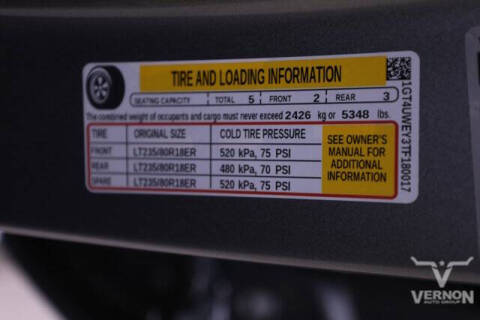 TIRE AND LOADING INFORMATION
SEATING CAPACITY TOTAL 5 FRONT 2 REAR 3
The combined weight of occupants and cargo must never exceed 2426 kg or 5348 lbs.
TIRE ORIGINAL SIZE COLD TIRE PRESSURE
FRONT LT235/80R18ER 520 kPa, 75 PSI
REAR LT235/80R18ER 480 kPa, 70 PSI
SPARE LT235/80R18ER 520 kPa, 75 PSI
SEE OWNER'S
MANUAL FOR
ADDITIONAL
INFORMATION
1GT4UWEY3TF180017
VERNON
AUTO GROUP